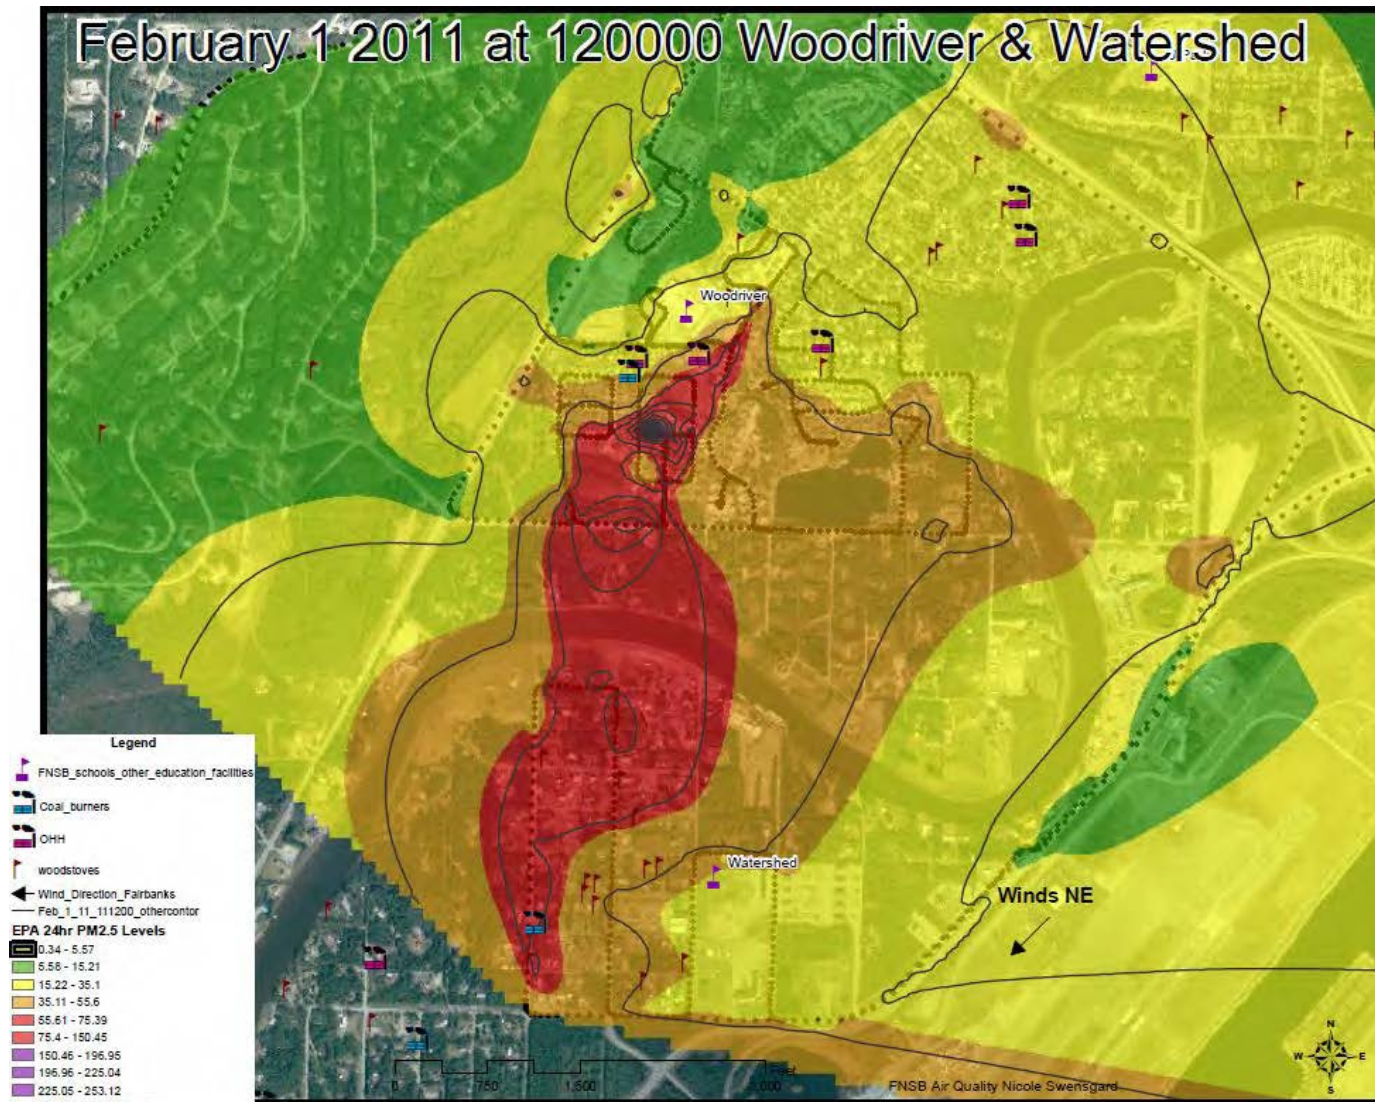 February 1 2011 at 120000 Woodriver & Watershed
Woodriver
Watershed
Winds NE
Legend
FNSB_schools_other_education_facilities
Coal_burners
OHH
woodstoves
Wind_Direction_Fairbanks
Feb_1_11_111200_othercontor
EPA 24hr PM2.5 Levels
0.34 - 5.57
5.58 - 15.21
15.22 - 35.1
35.11 - 55.6
55.61 - 75.39
75.4 - 150.45
150.46 - 196.95
196.96 - 225.04
225.05 - 253.12
Feet
0 750 1,500 3,000
FNSB Air Quality Nicole Swensgard
N
W E
S